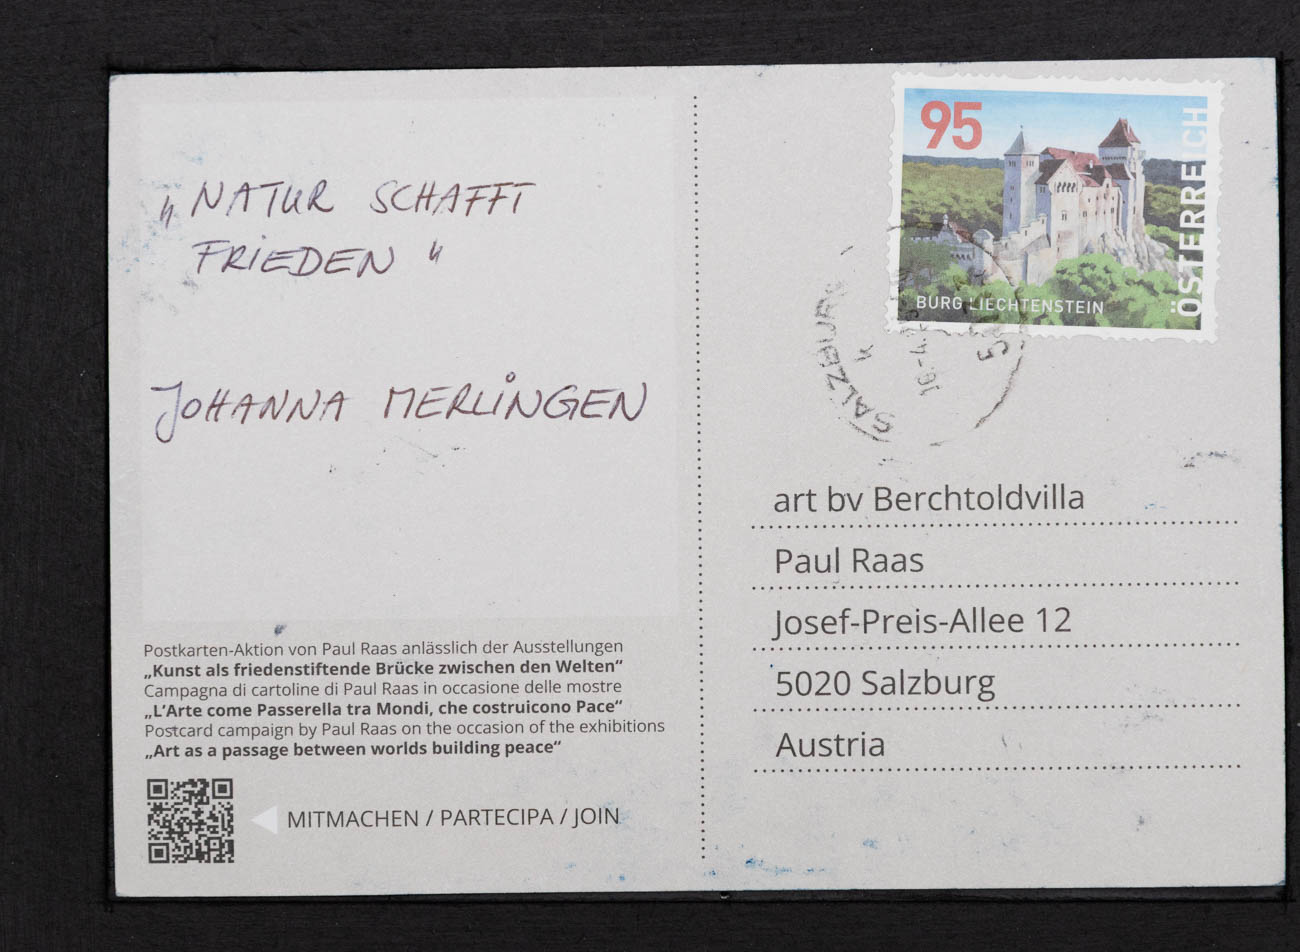 „NATUR SCHAFFT
FRIEDEN“
JOHANNA MERLINGEN
Postkarten-Aktion von Paul Raas anlässlich der Ausstellungen
„Kunst als friedenstiftende Brücke zwischen den Welten“
Campagna di cartoline di Paul Raas in occasione delle mostre
„L’Arte come Passerella tra Mondi, che costruicono Pace“
Postcard campaign by Paul Raas on the occasion of the exhibitions
„Art as a passage between worlds building peace“
MITMACHEN / PARTECIPA / JOIN
95
ÖSTERREICH
BURG LIECHTENSTEIN
SALZBURG
art bv Berchtoldvilla
Paul Raas
Josef-Preis-Allee 12
5020 Salzburg
Austria